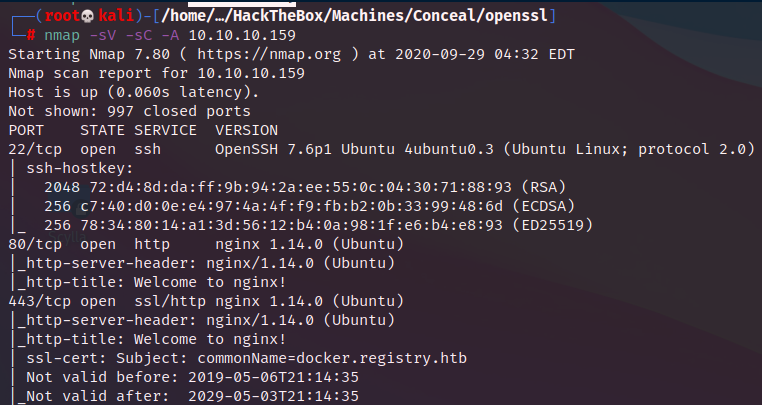 ┌──(root💀kali)-[/home/…/HackTheBox/Machines/Conceal/openssl]
└─# nmap -sV -sC -A 10.10.10.159
Starting Nmap 7.80 ( https://nmap.org ) at 2020-09-29 04:32 EDT
Nmap scan report for 10.10.10.159
Host is up (0.060s latency).
Not shown: 997 closed ports
PORT    STATE SERVICE  VERSION
22/tcp  open  ssh      OpenSSH 7.6p1 Ubuntu 4ubuntu0.3 (Ubuntu Linux; protocol 2.0)
| ssh-hostkey:
|   2048 72:d4:8d:da:ff:9b:94:2a:ee:55:0c:04:30:71:88:93 (RSA)
|   256 c7:40:d0:0e:e4:97:4a:4f:f9:fb:b2:0b:33:99:48:6d (ECDSA)
|_  256 78:34:80:14:a1:3d:56:12:b4:0a:98:1f:e6:b4:e8:93 (ED25519)
80/tcp  open  http     nginx 1.14.0 (Ubuntu)
|_http-server-header: nginx/1.14.0 (Ubuntu)
|_http-title: Welcome to nginx!
443/tcp open  ssl/http nginx 1.14.0 (Ubuntu)
|_http-server-header: nginx/1.14.0 (Ubuntu)
|_http-title: Welcome to nginx!
| ssl-cert: Subject: commonName=docker.registry.htb
| Not valid before: 2019-05-06T21:14:35
|_Not valid after:  2029-05-03T21:14:35